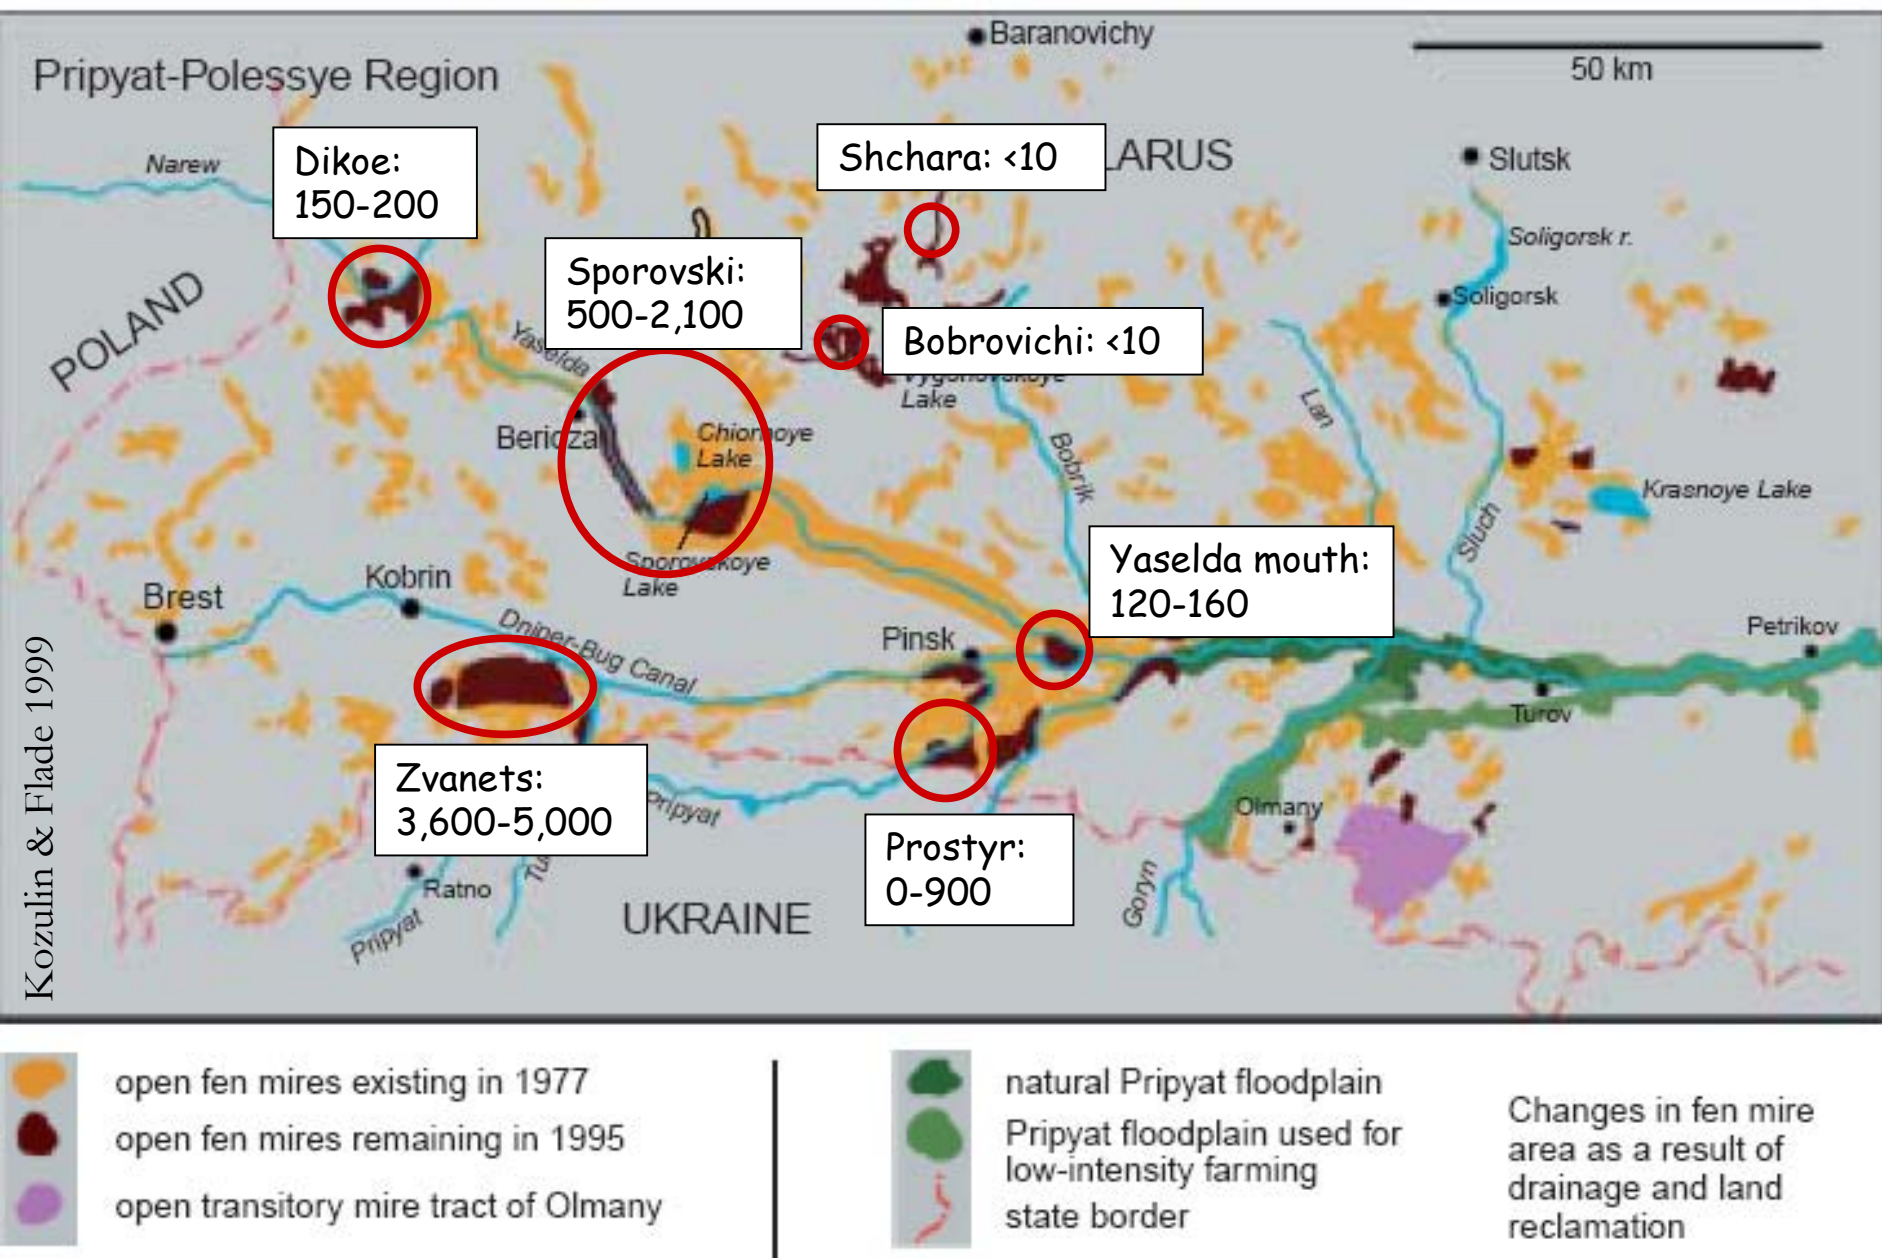 Baranovichy
Pripyat-Polessye Region
50 km
Dikoe:
150-200
Shchara: <10
LARUS
Slutsk
Narew
Soligorsk r.
Sporovski:
500-2,100
Soligorsk
POLAND
Yaselda
Bobrovichi: <10
Vygonovskoye
Lake
Lan
Berioza
Chiornoye
Lake
Bobrik
Krasnoye Lake
Sluch
Sporovskoye
Lake
Yaselda mouth:
120-160
Brest
Kobrin
Dniper-Bug Canal
Pinsk
Petrikov
Turov
Zvanets:
3,600-5,000
Pripyat
Olmany
Prostyr:
0-900
Ratno
Tu
Goryn
Pripyat
UKRAINE
Kozulin & Flade 1999
open fen mires existing in 1977
open fen mires remaining in 1995
open transitory mire tract of Olmany
natural Pripyat floodplain
Pripyat floodplain used for
low-intensity farming
state border
Changes in fen mire
area as a result of
drainage and land
reclamation